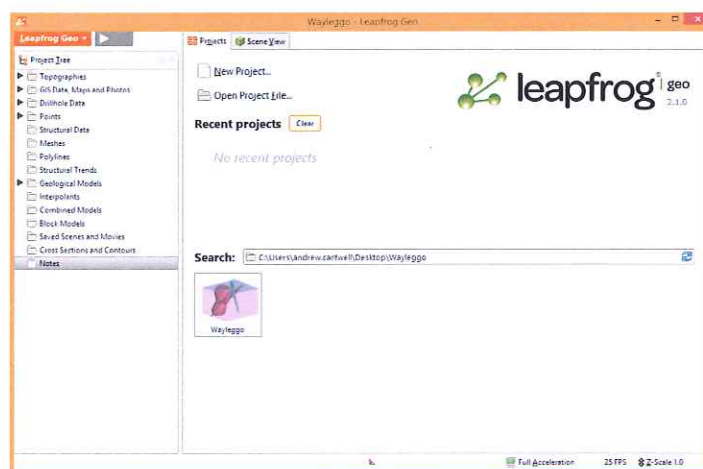 Wayleggo - Leapfrog Geo
Leapfrog Geo
Projects
Scene View
Project Tree
Topographies
GIS Data, Maps and Photos
Drillhole Data
Points
Structural Data
Meshes
Polylines
Structural Trends
Geological Models
Interpolants
Combined Models
Block Models
Saved Scenes and Movies
Cross Sections and Contours
Notes
New Project...
Open Project File...
Recent projects
Clear
No recent projects
leapfrog® geo
2.1.0
Search: C:\Users\andrew.cartwell\Desktop\Wayleggo
Wayleggo
Full Acceleration
25 FPS
Z-Scale 1.0